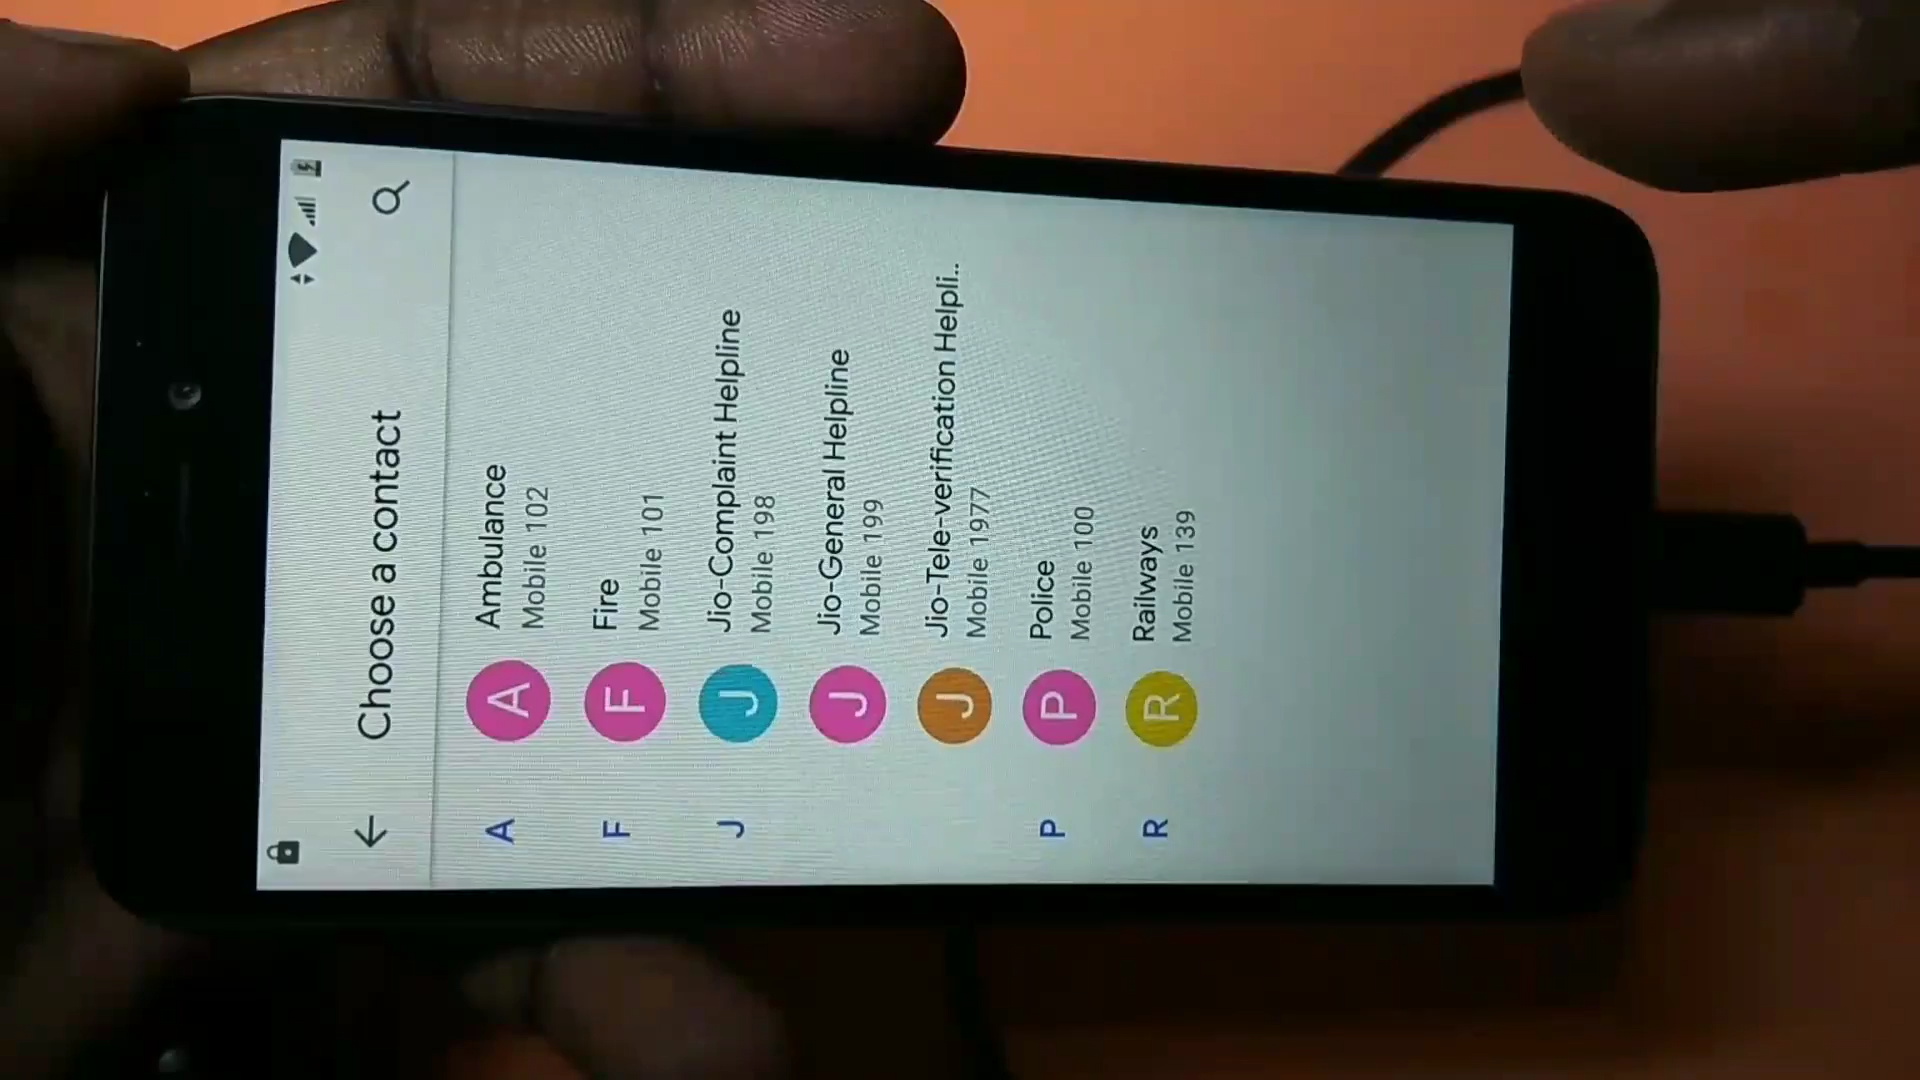 Choose a contact
A
A
Ambulance
Mobile 102
F
F
Fire
Mobile 101
J
J
Jio-Complaint Helpline
Mobile 198
J
Jio-General Helpline
Mobile 199
J
Jio-Tele-verification Helpli..
Mobile 1977
P
P
Police
Mobile 100
R
R
Railways
Mobile 139